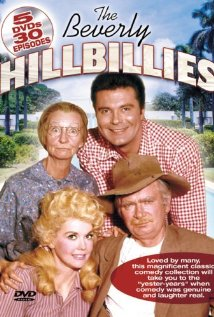 5
DVDs
30
EPISODES
The
Beverly
HILLBILLIES
Loved by many,
this magnificent classic
comedy collection will
take you to the
"yester-years" when
comedy was genuine
and laughter real.
DVD